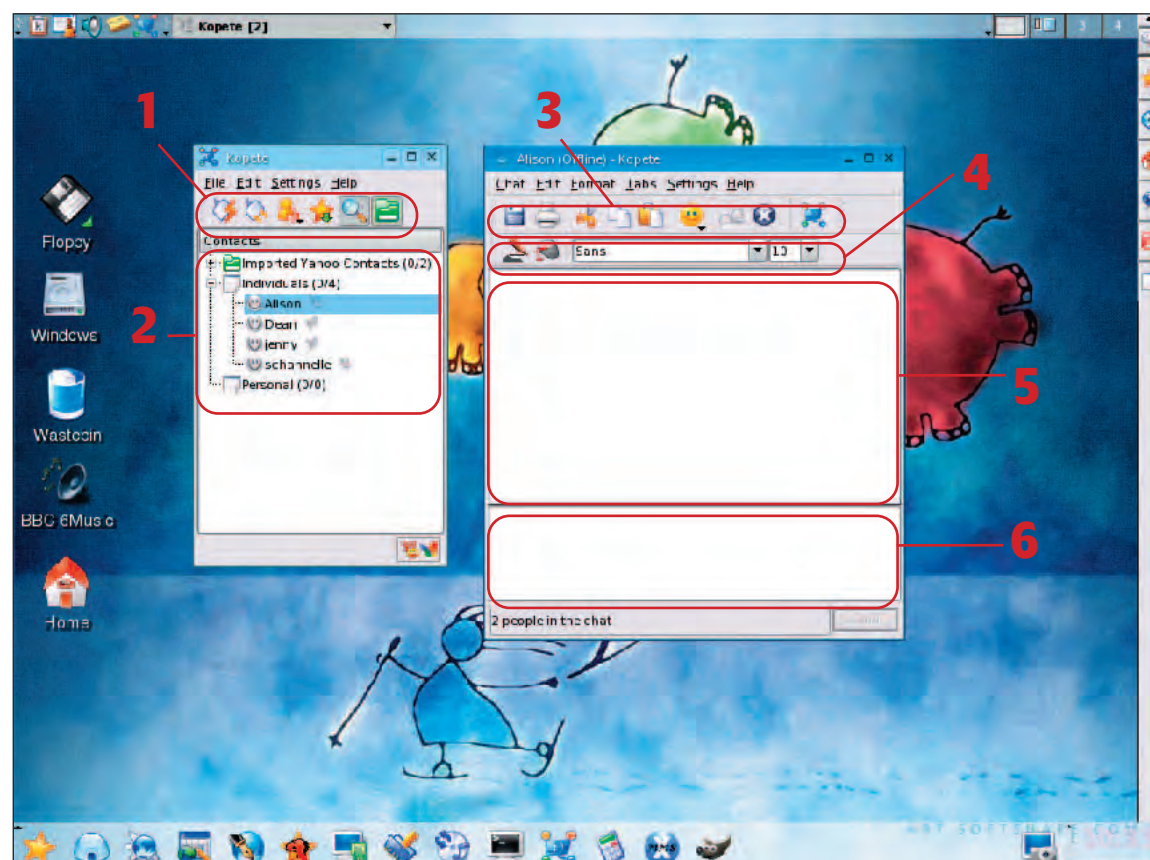 Kopete [2]
3 4
1
3
4
2
5
6
Floppy
Windows
Wastebin
BBC 6Music
Home
Kopete
File Edit Settings Help
Contacts
Imported Yahoo Contacts (0/2)
Individuals (0/4)
Alison
Dean
jenny
schannelle
Personal (0/0)
Alison (Offline) - Kopete
Chat Edit Format Tabs Settings Help
Sans 10
2 people in the chat